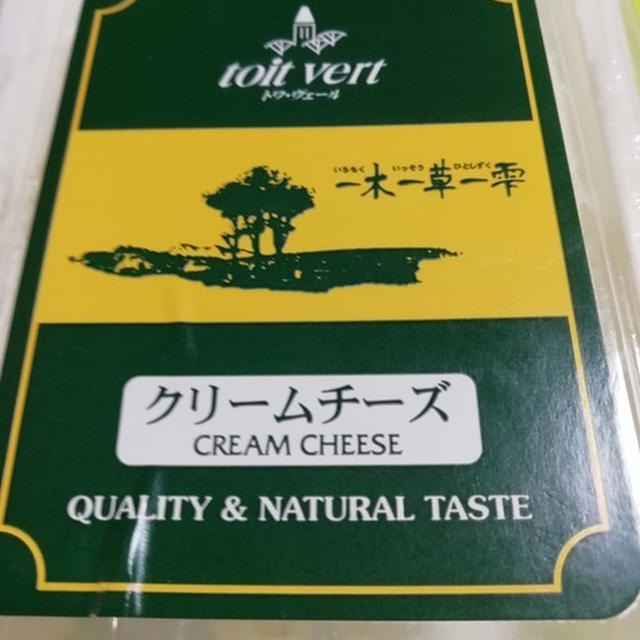 toit vert
トワ・ヴェール
いちもく いっそう ひとしずく
一木一草一雫
クリームチーズ
CREAM CHEESE
QUALITY & NATURAL TASTE